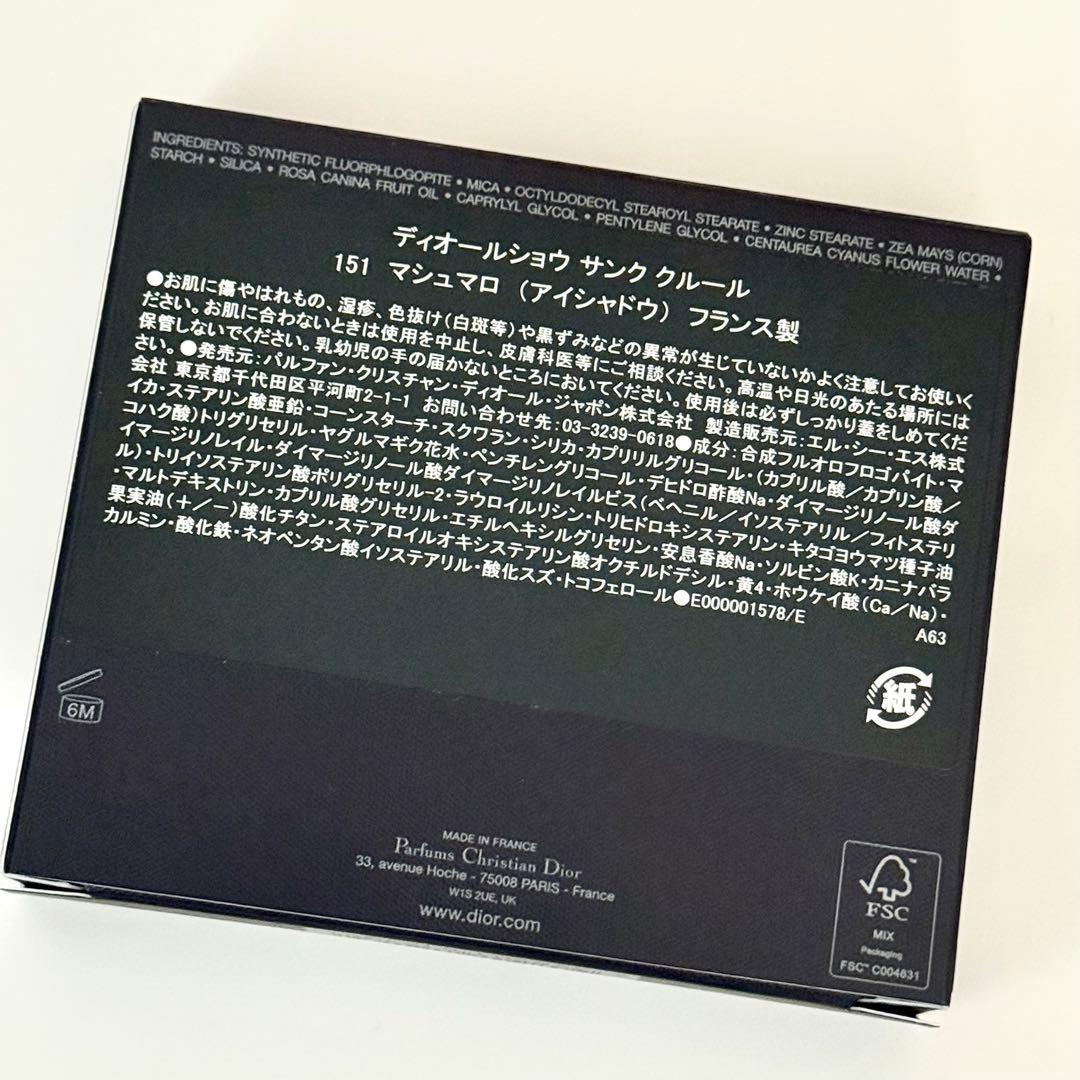 INGREDIENTS: SYNTHETIC FLUORPHLOGOPITE • MICA • OCTYLDODECYL STEAROYL STEARATE • ZINC STEARATE • ZEA MAYS (CORN)
STARCH • SILICA • ROSA CANINA FRUIT OIL • CAPRYLYL GLYCOL • PENTYLENE GLYCOL • CENTAUREA CYANUS FLOWER WATER •
ディオールショウ サンク クルール
151 マシュマロ (アイシャドウ) フランス製
●お肌に傷やはれもの、湿疹、色抜け(白斑等)や黒ずみなどの異常が生じていないかよく注意してお使いく
ださい。お肌に合わないときは使用を中止し、皮膚科医等にご相談ください。高温や日光のあたる場所には
保管しないでください。乳幼児の手の届かないところにおいてください。使用後は必ずしっかり蓋をしめてくだ
さい。●発売元:パルファン・クリスチャン・ディオール・ジャポン株式会社 製造販売元:エル・シー・エス株式
会社 東京都千代田区平河町2-1-1 お問い合わせ先:03-3239-0618●成分:合成フルオロフロゴパイト・マ
イカ・ステアリン酸亜鉛・コーンスターチ・スクワラン・シリカ・カプリリルグリコール・(カプリル酸/カプリン酸/
コハク酸)トリグリセリル・ヤグルマギク花水・ペンチレングリコール・デヒドロ酢酸Na・ダイマージリノール酸ダ
イマージリノレイル・ダイマージリノール酸ダイマージリノレイルビス(ベヘニル/イソステアリル/フィトステリ
ル)・トリイソステアリン酸ポリグリセリル-2・ラウロイルリシン・トリヒドロキシステアリン・キタゴヨウマツ種子油
・マルトデキストリン・カプリル酸グリセリル・エチルヘキシルグリセリン・安息香酸Na・ソルビン酸K・カニナバラ
果実油(+/-)酸化チタン・ステアロイルオキシステアリン酸オクチルドデシル・黄4・ホウケイ酸(Ca/Na)・
カルミン・酸化鉄・ネオペンタン酸イソステアリル・酸化スズ・トコフェロール●E000001578/E
A63
紙
6M
MADE IN FRANCE
Parfums Christian Dior
33, avenue Hoche - 75008 PARIS - France
W1S 2UE, UK
www.dior.com
FSC
MIX
Packaging
FSC™ C004631